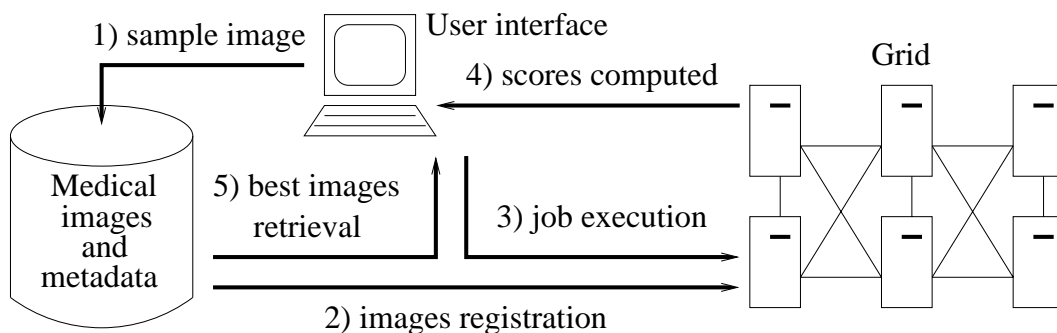 1) sample image
User interface
4) scores computed
Grid
Medical
images
and
metadata
5) best images
retrieval
3) job execution
2) images registration